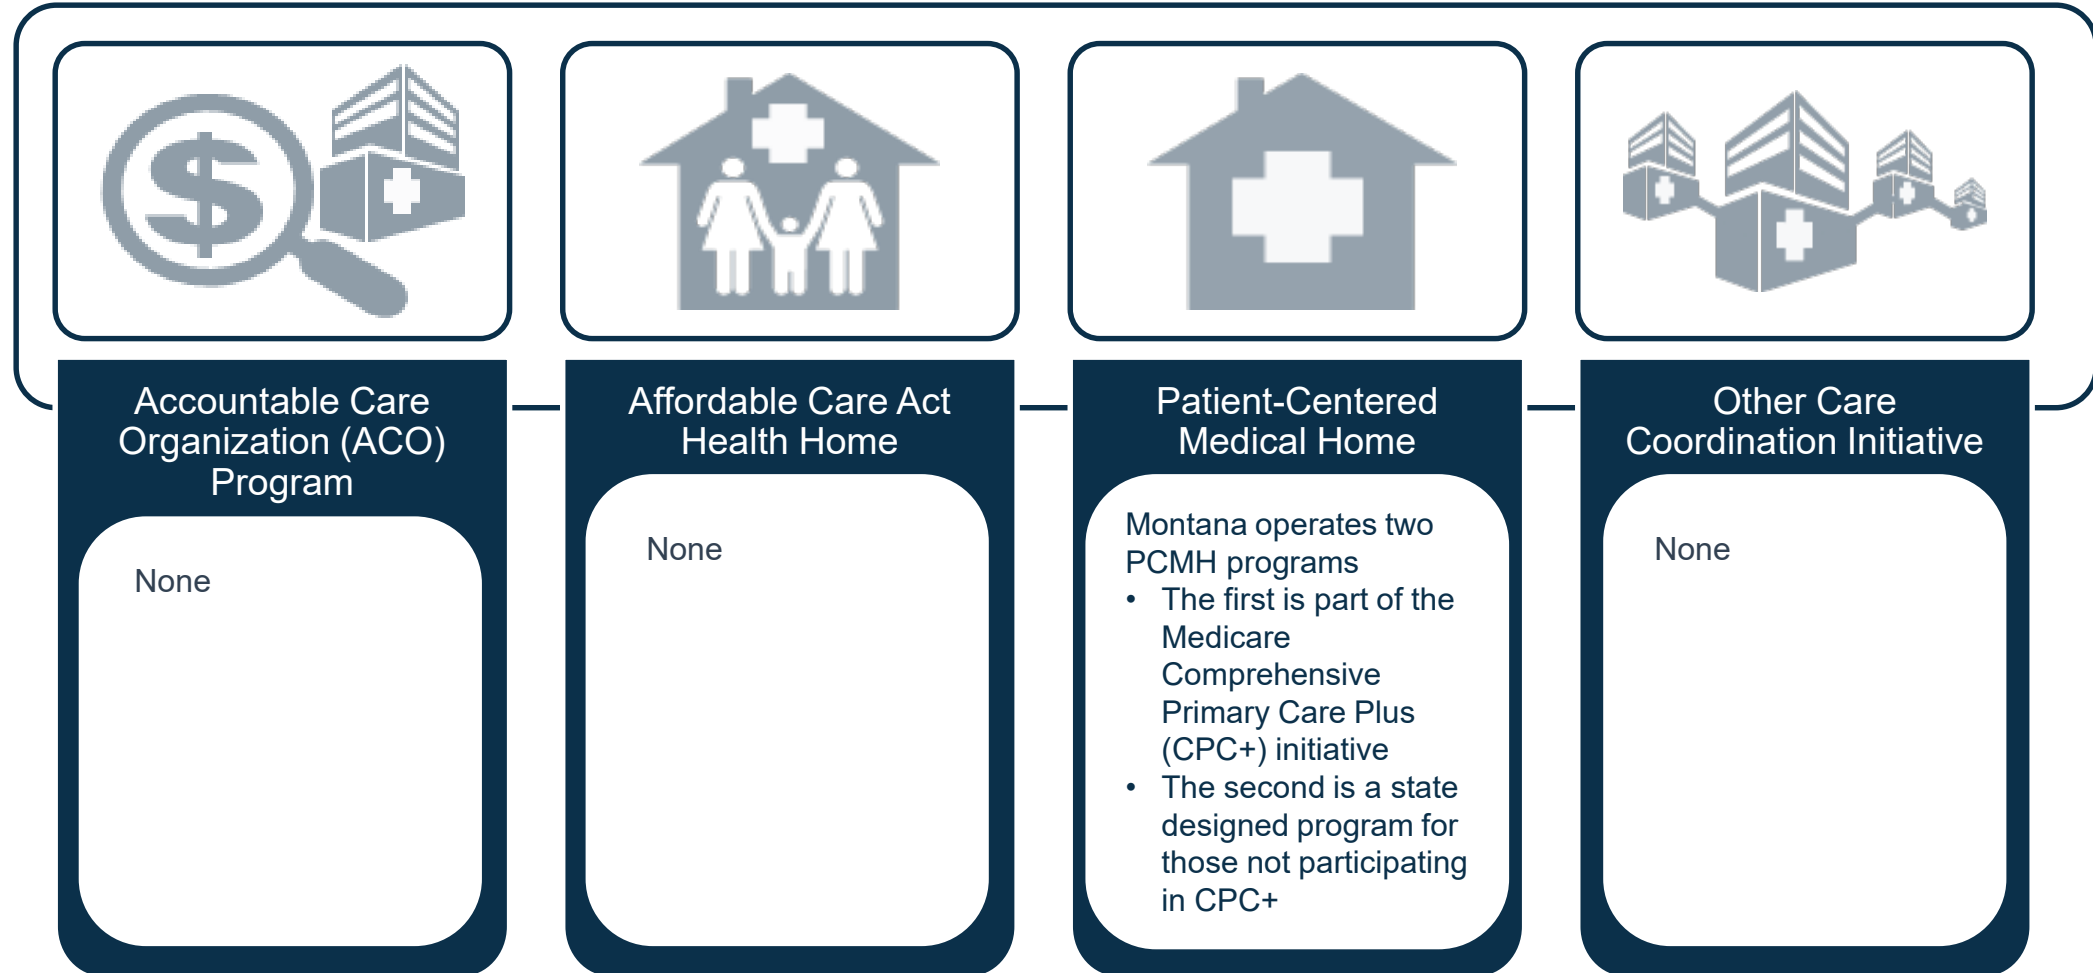 Accountable Care
Organization (ACO)
Program
None
Affordable Care Act
Health Home
None
Patient-Centered
Medical Home
Montana operates two
PCMH programs
• The first is part of the
Medicare
Comprehensive
Primary Care Plus
(CPC+) initiative
• The second is a state
designed program for
those not participating
in CPC+
Other Care
Coordination Initiative
None